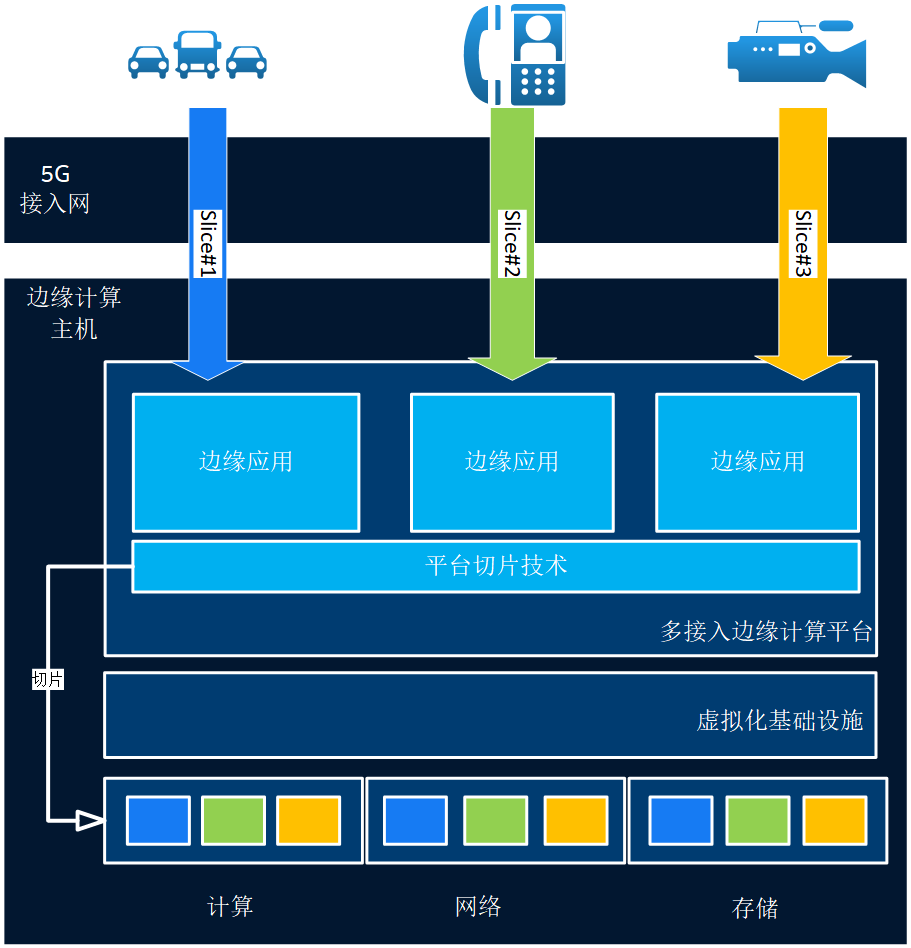 5G
接入网
Slice#1
Slice#2
Slice#3
边缘计算
主机
边缘应用
边缘应用
边缘应用
平台切片技术
多接入边缘计算平台
切片
虚拟化基础设施
计算
网络
存储